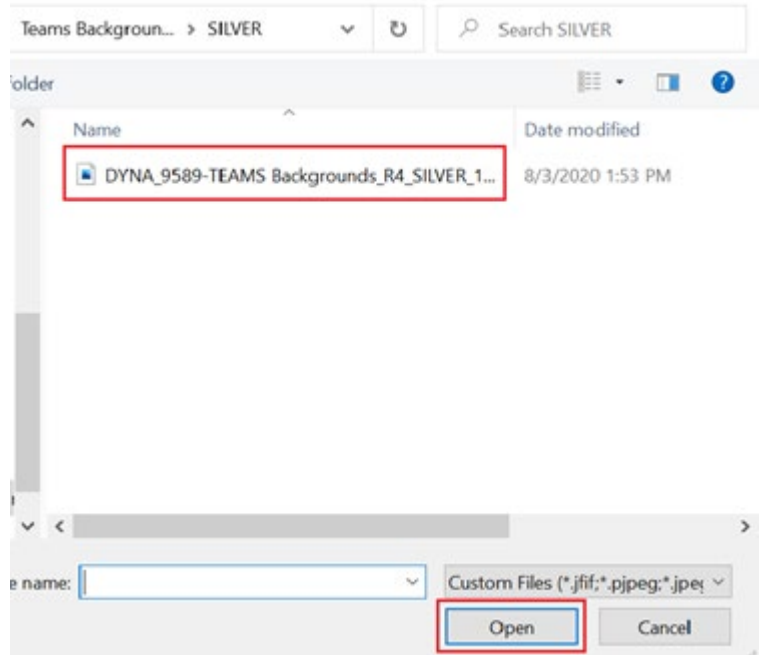 Teams Backgroun... > SILVER
Search SILVER
older
Name
Date modified
DYNA_9589-TEAMS Backgrounds_R4_SILVER_1...
8/3/2020 1:53 PM
e name:
Custom Files (*.jfif;*.pjpeg;*.jpeg
Open
Cancel